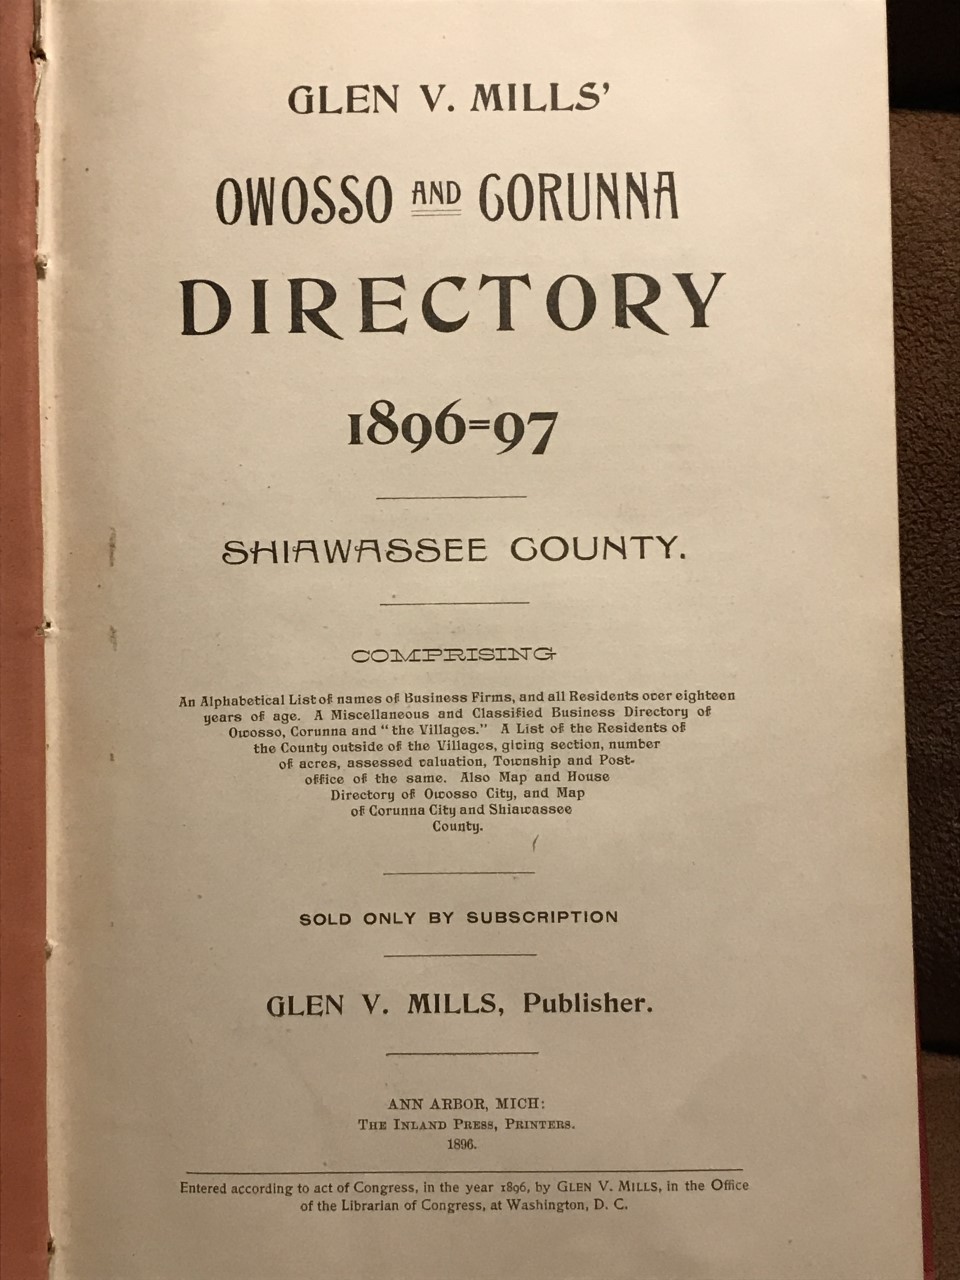 GLEN V. MILLS'
OWOSSO AND CORUNNA
DIRECTORY
1896=97
SHIAWASSEE COUNTY.
COMPRISING
An Alphabetical List of names of Business Firms, and all Residents over eighteen
years of age. A Miscellaneous and Classified Business Directory of
Owosso, Corunna and "the Villages." A List of the Residents of
the County outside of the Villages, giving section, number
of acres, assessed valuation, Township and Post-
office of the same. Also Map and House
Directory of Owosso City, and Map
of Corunna City and Shiawassee
County.
SOLD ONLY BY SUBSCRIPTION
GLEN V. MILLS, Publisher.
ANN ARBOR, MICH:
THE INLAND PRESS, PRINTERS.
1896.
Entered according to act of Congress, in the year 1896, by GLEN V. MILLS, in the Office
of the Librarian of Congress, at Washington, D. C.